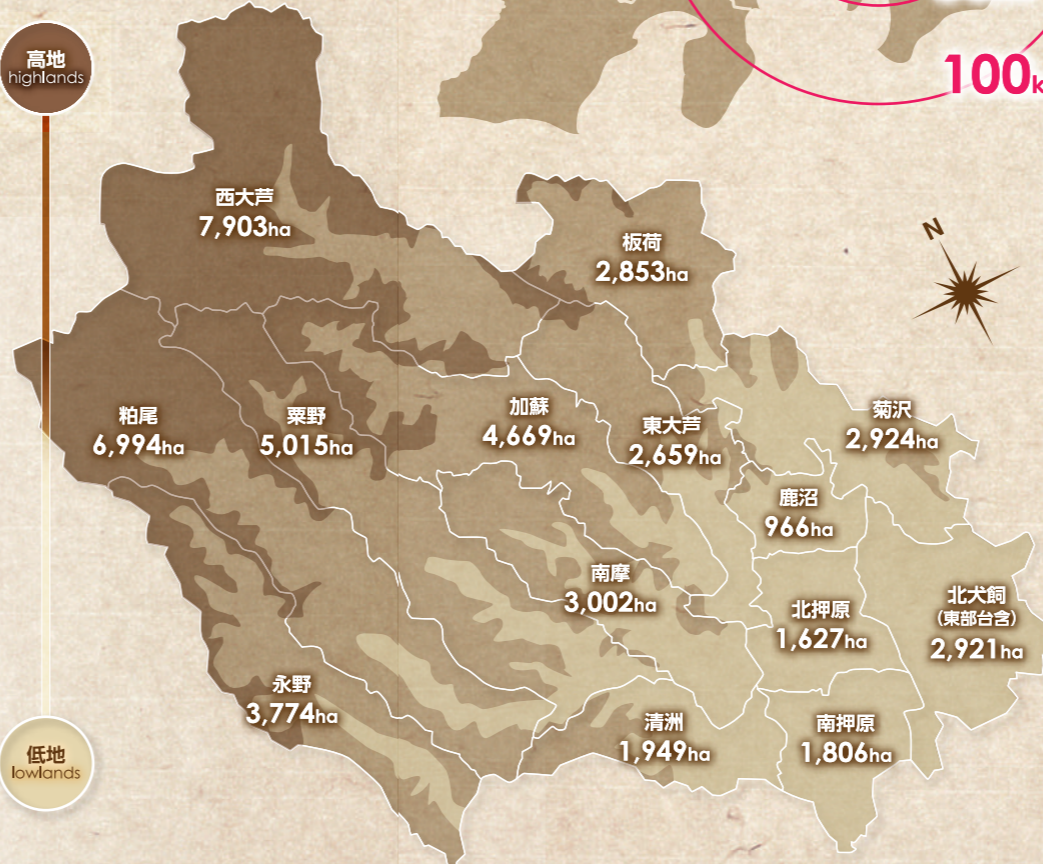 高地
highlands
100k
西大芦
7,903ha
板荷
2,853ha
N
粕尾
6,994ha
粟野
5,015ha
加蘇
4,669ha
東大芦
2,659ha
菊沢
2,924ha
鹿沼
966ha
南摩
3,002ha
北押原
1,627ha
北犬飼
(東部台含)
2,921ha
永野
3,774ha
清洲
1,949ha
南押原
1,806ha
低地
lowlands